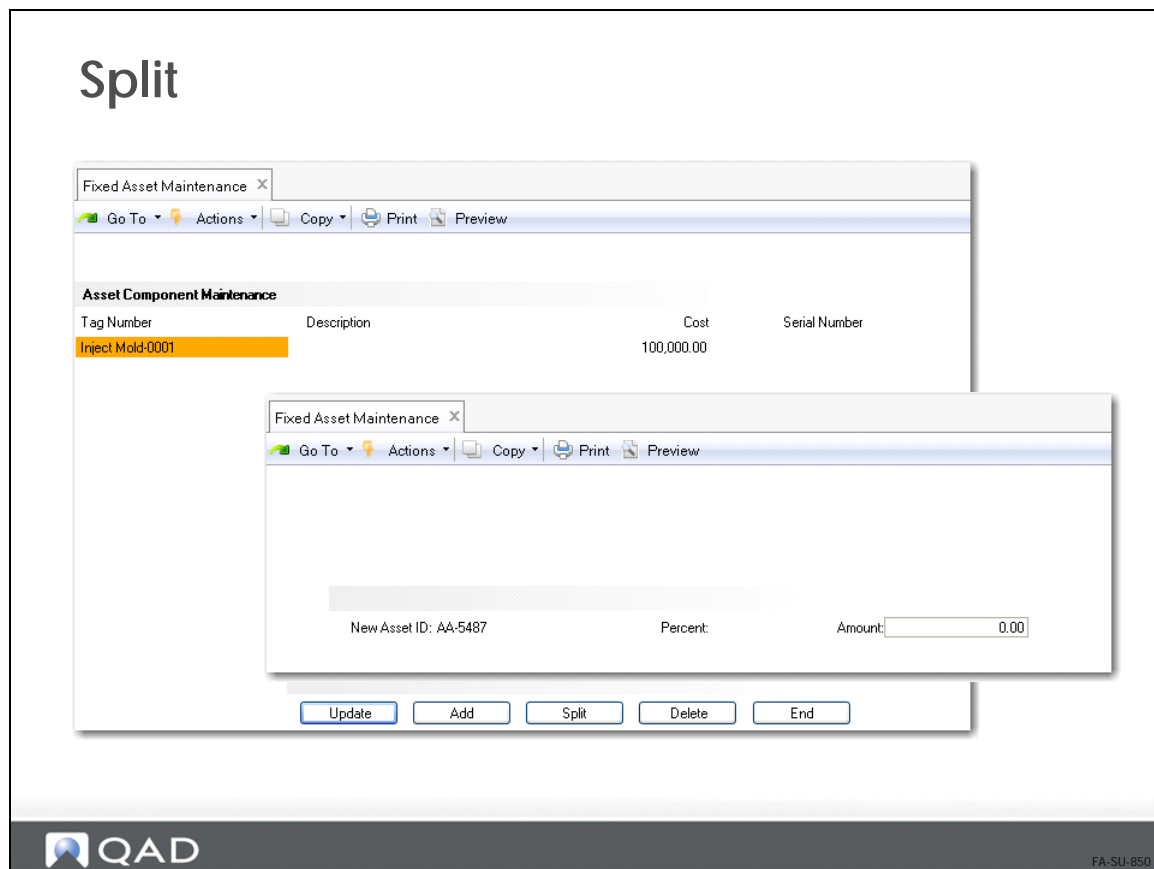 Split
Fixed Asset Maintenance
Go To Actions Copy Print Preview
Asset Component Maintenance
Tag Number Description Cost Serial Number
Inject Mold-0001 100,000.00
Fixed Asset Maintenance
Go To Actions Copy Print Preview
New Asset ID: AA-5487 Percent: Amount: 0.00
Update Add Split Delete End
QAD
FA-SU-850